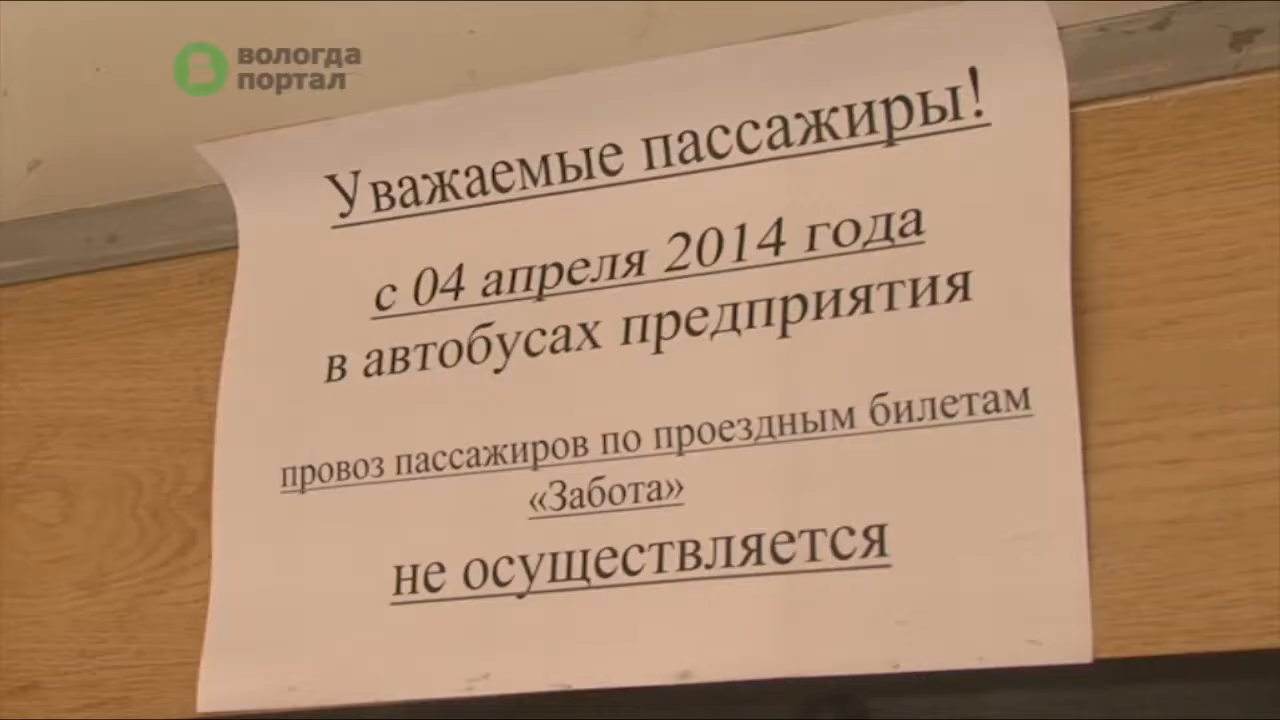 В вологда
портал
Уважаемые пассажиры!
с 04 апреля 2014 года
в автобусах предприятия
провоз пассажиров по проездным билетам
«Забота»
не осуществляется